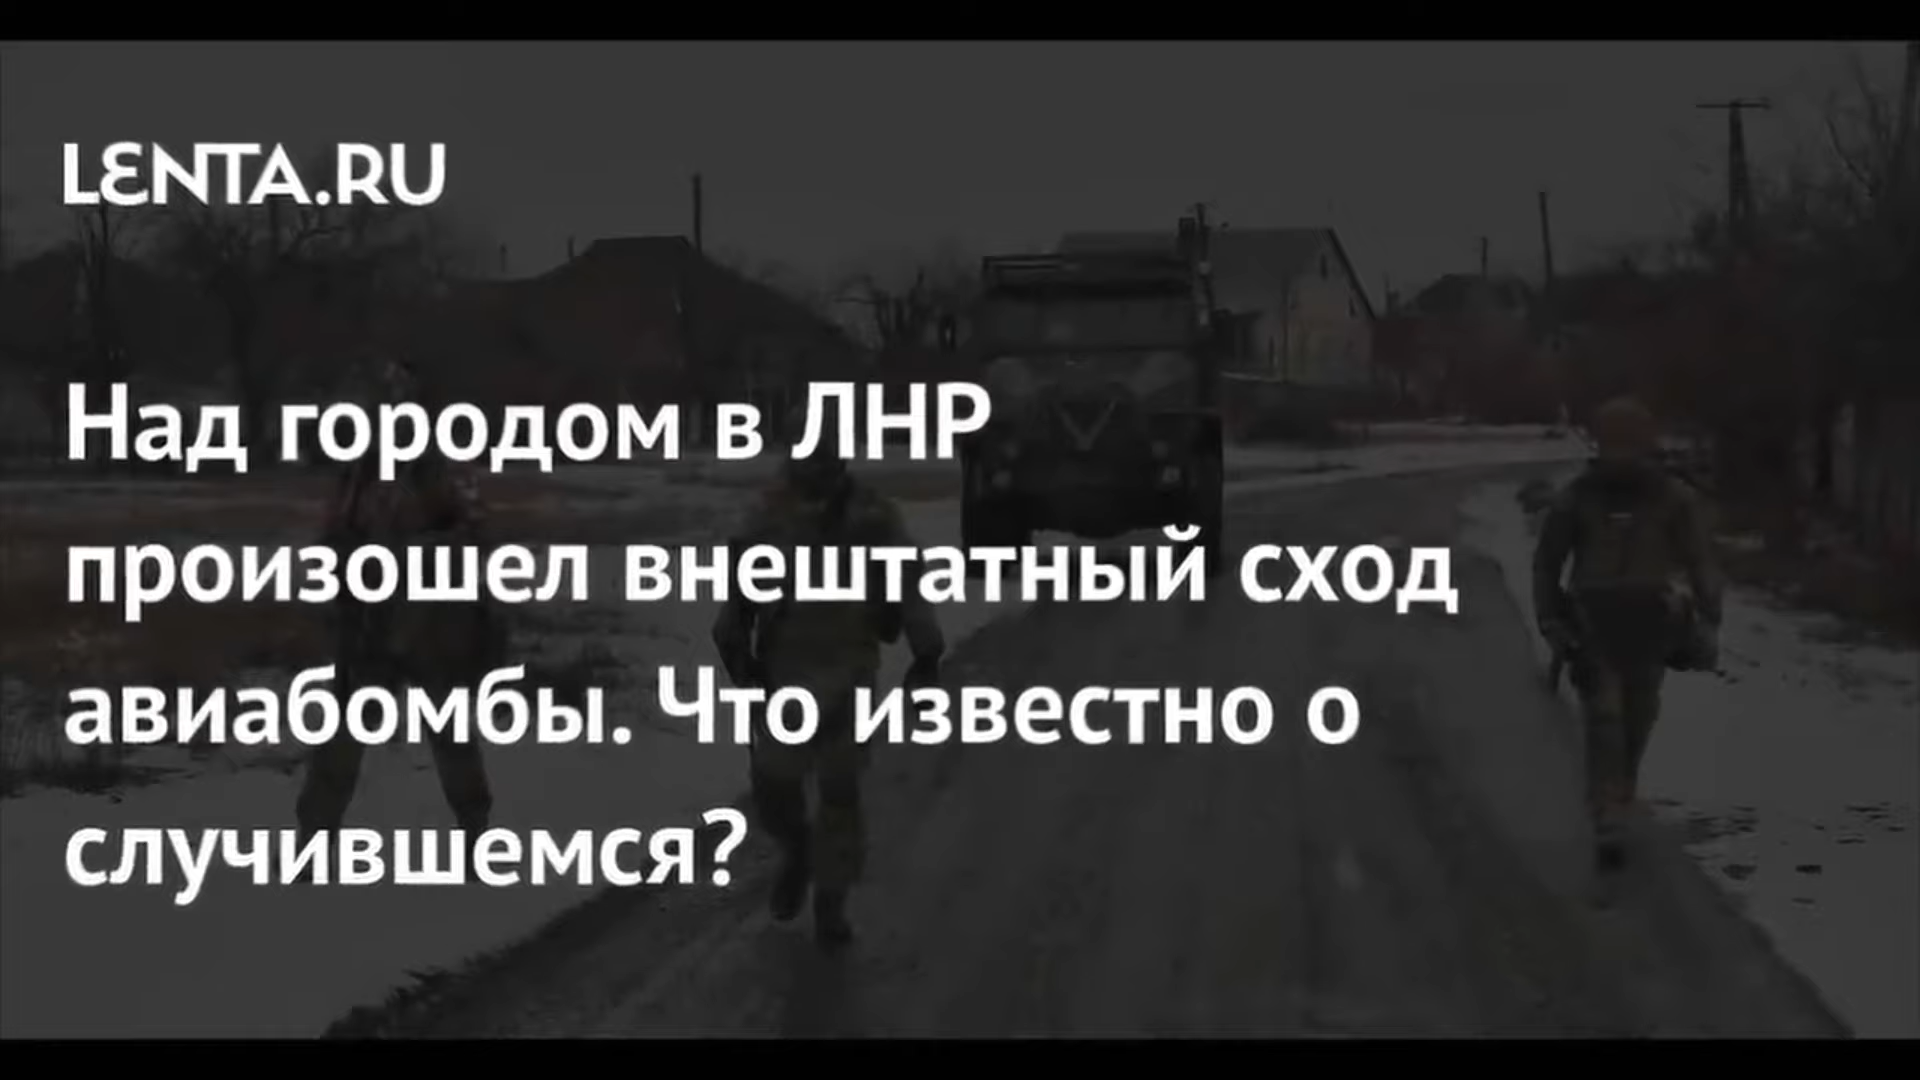 LENTA.RU
Над городом в ЛНР
произошел внештатный сход
авиабомбы. Что известно о
случившемся?